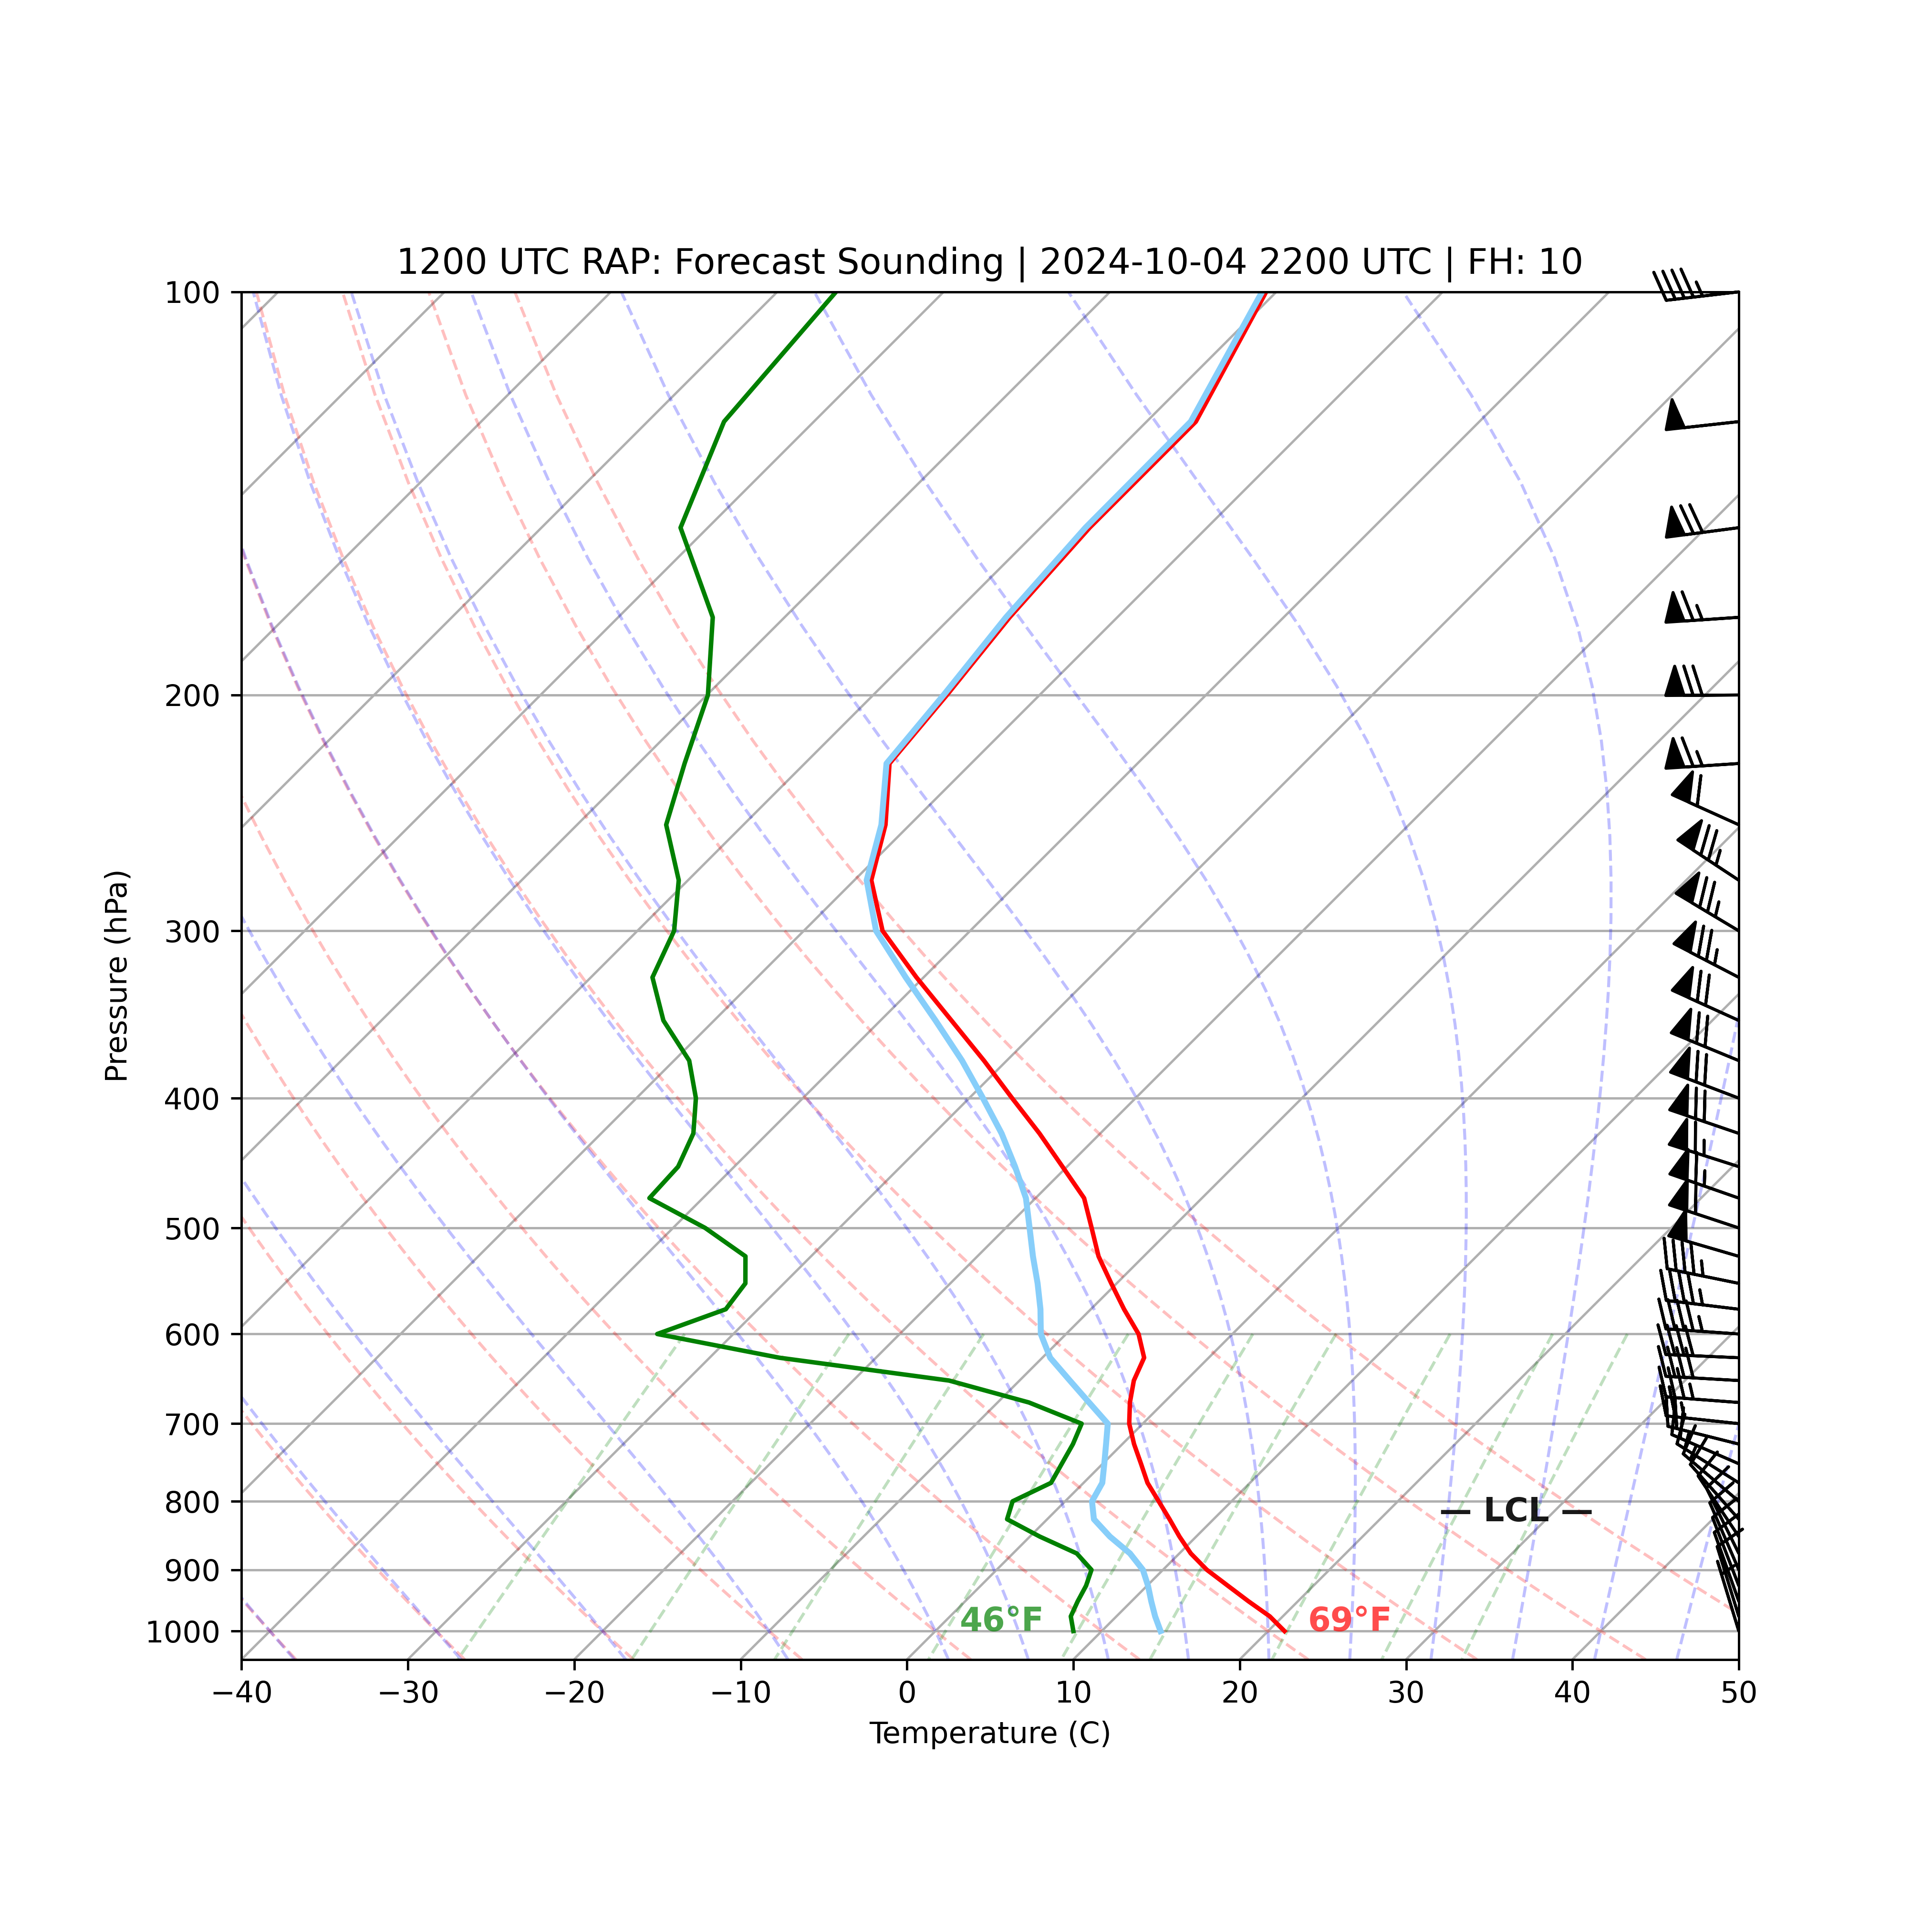 1200 UTC RAP: Forecast Sounding | 2024-10-04 2200 UTC | FH: 10
100
200
300
400
500
600
700
800
900
1000
Pressure (hPa)
— LCL —
46°F
69°F
−40 −30 −20 −10 0 10 20 30 40 50
Temperature (C)